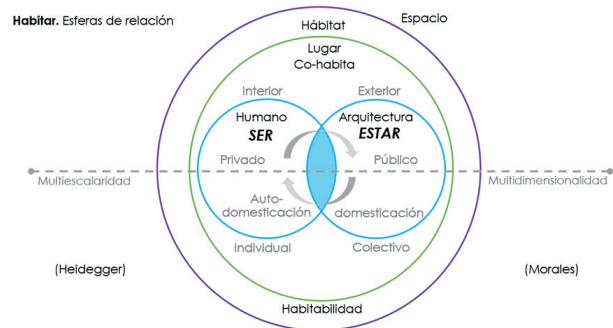 Habitar. Esferas de relación
Espacio
Hábitat
Lugar
Co-habita
Interior
Exterior
Humano
SER
Arquitectura
ESTAR
Privado
Público
Multiescalaridad
Multidimensionalidad
Auto-
domesticación
domesticación
Individual
Colectivo
(Heidegger)
(Morales)
Habitabilidad